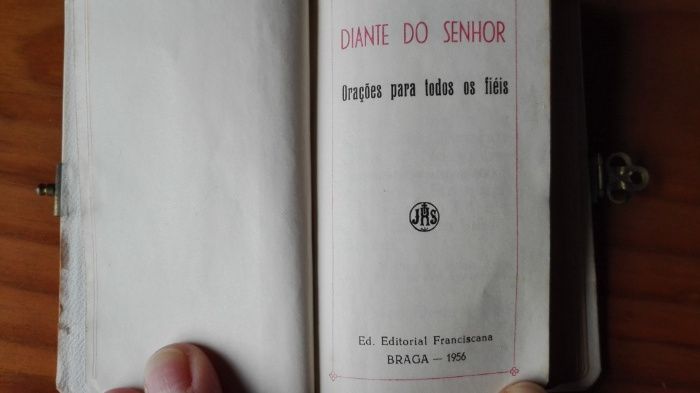 DIANTE DO SENHOR
Orações para todos os fiéis
JHS
Ed. Editorial Franciscana
BRAGA — 1956